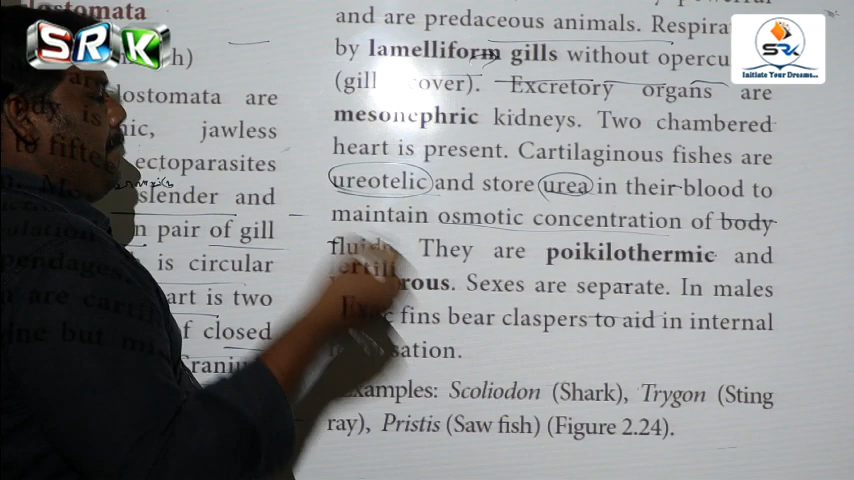 lostomata
SRK
h)
lostomata are
ic, jawless
ectoparasites
slender and
n pair of gill
is circular
art is two
f closed
Crani
and are predaceous animals.
by lamelliform gills without
(gill cover). Excretory organs are
mesonephric kidneys. Two chambered
heart is present. Cartilaginous fishes are
ureotelic and store urea in their blood to
maintain osmotic concentration of body
They are poikilothermic and
rous. Sexes are separate. In males
fins bear claspers to aid in internal
sation.
Examples: Scoliodon (Shark), Trygon (Sting
ray), Pristis (Saw fish) (Figure 2.24).
SRK
Initiate Your Dreams...